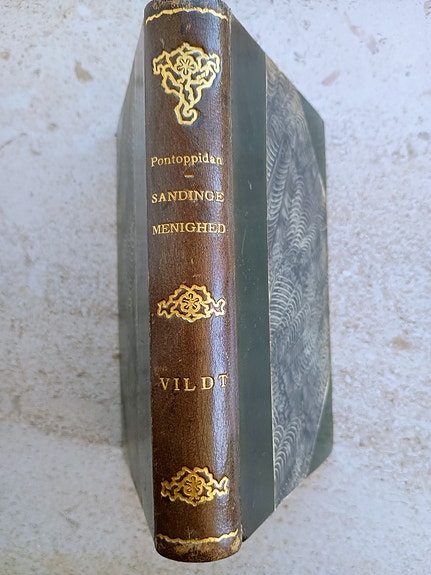 Pontoppidan
–
SANDINGE
MENIGHED
VILDT